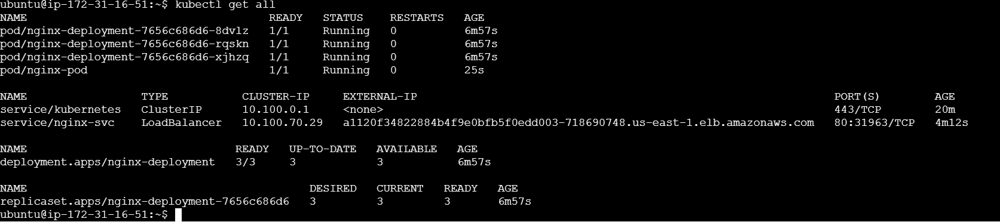 ubuntu@ip-172-31-16-51:~$ kubectl get all
NAME READY STATUS RESTARTS AGE
pod/nginx-deployment-7656c686d6-8dvlz 1/1 Running 0 6m57s
pod/nginx-deployment-7656c686d6-rqskn 1/1 Running 0 6m57s
pod/nginx-deployment-7656c686d6-xjhzq 1/1 Running 0 6m57s
pod/nginx-pod 1/1 Running 0 25s
NAME TYPE CLUSTER-IP EXTERNAL-IP PORT(S) AGE
service/kubernetes ClusterIP 10.100.0.1 <none> 443/TCP 20m
service/nginx-svc LoadBalancer 10.100.70.29 a1120f34822884b4f9e0bfb5f0edd003-718690748.us-east-1.elb.amazonaws.com 80:31963/TCP 4m12s
NAME READY UP-TO-DATE AVAILABLE AGE
deployment.apps/nginx-deployment 3/3 3 3 6m57s
NAME DESIRED CURRENT READY AGE
replicaset.apps/nginx-deployment-7656c686d6 3 3 3 6m57s
ubuntu@ip-172-31-16-51:~$